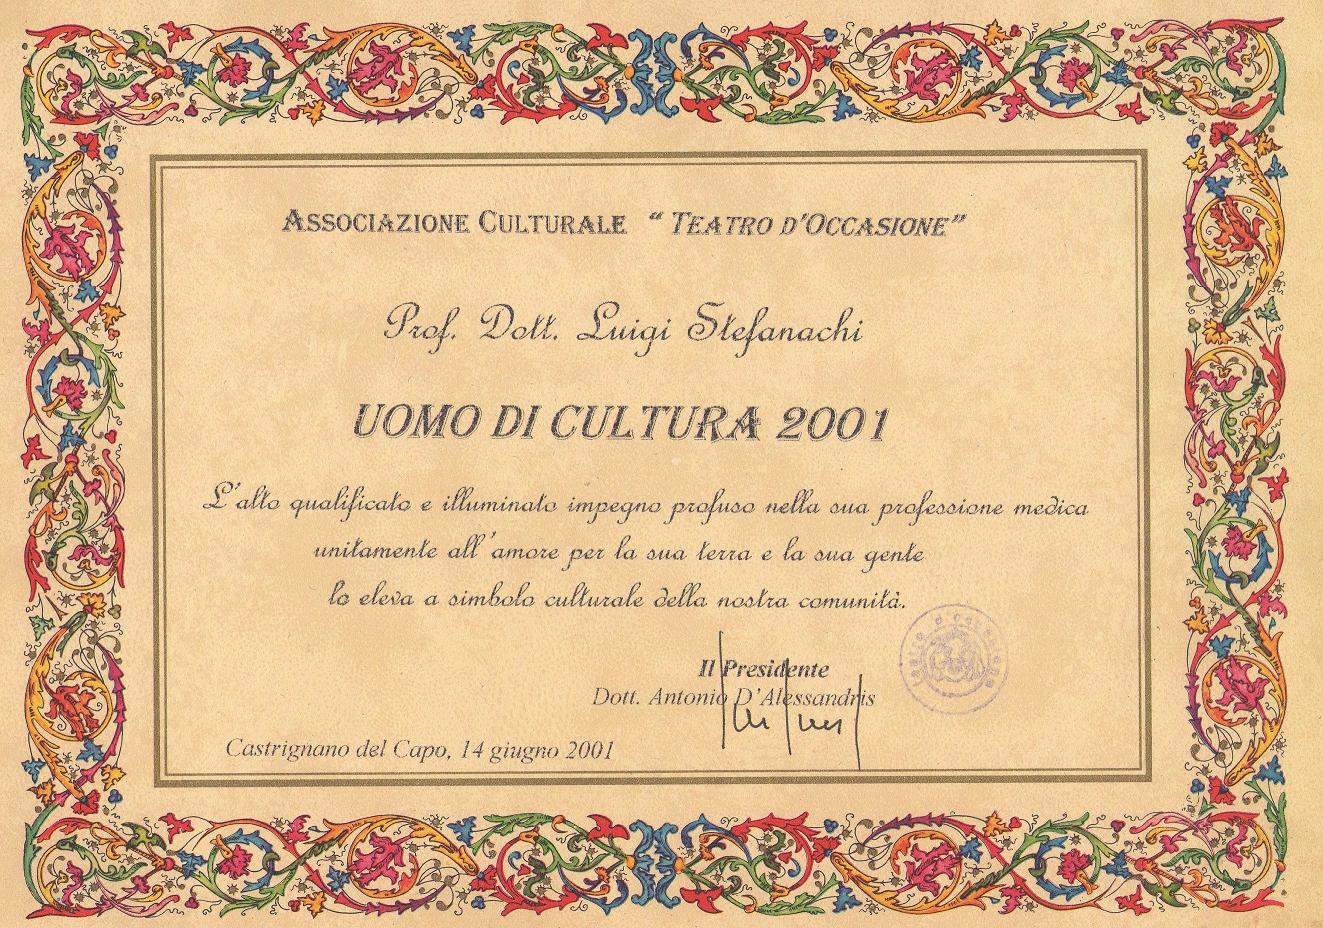 ASSOCIAZIONE CULTURALE “ TEATRO D'OCCASIONE”
Prof. Dott. Luigi Stefanachi
UOMO DI CULTURA 2001
L'alto qualificato e illuminato impegno profuso nella sua professione medica
unitamente all'amore per la sua terra e la sua gente
lo eleva a simbolo culturale della nostra comunità.
Il Presidente
Dott. Antonio D'Alessandris
Castrignano del Capo, 14 giugno 2001